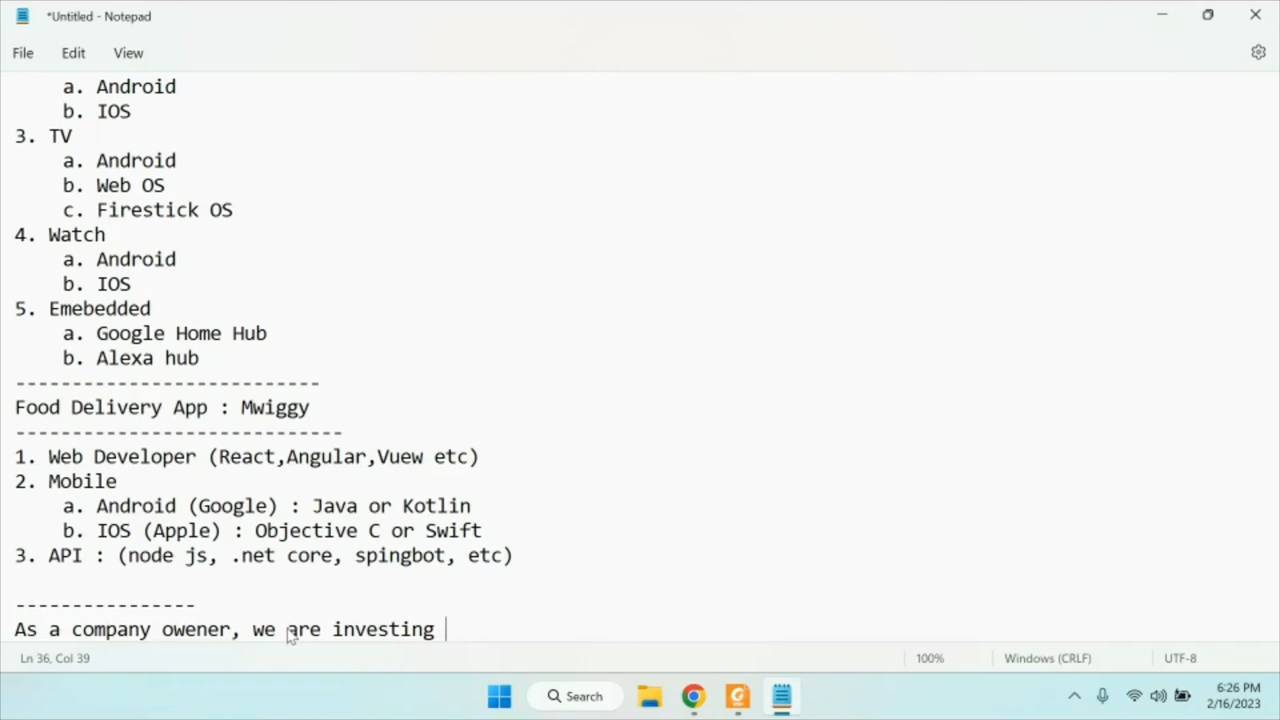 *Untitled - Notepad
File Edit View
a. Android
b. IOS
3. TV
a. Android
b. Web OS
c. Firestick OS
4. Watch
a. Android
b. IOS
5. Emebedded
a. Google Home Hub
b. Alexa hub
---------------------------
Food Delivery App : Mwiggy
-----------------------------
1. Web Developer (React,Angular,Vuew etc)
2. Mobile
a. Android (Google) : Java or Kotlin
b. IOS (Apple) : Objective C or Swift
3. API : (node js, .net core, spingbot, etc)
----------------
As a company owener, we are investing
Ln 36, Col 39 100% Windows (CRLF) UTF-8
Search
6:26 PM
2/16/2023